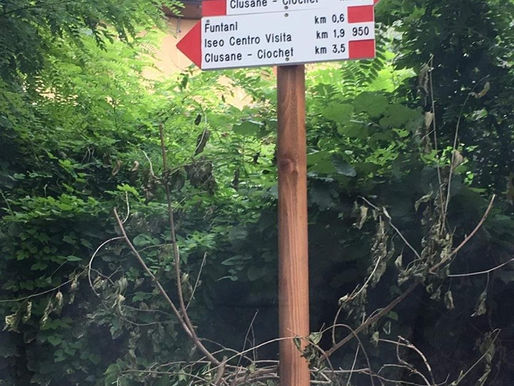 Clusane - Ciochet
Funtani km 0,6
Iseo Centro Visita km 1,9 950
Clusane - Ciochet km 3,5